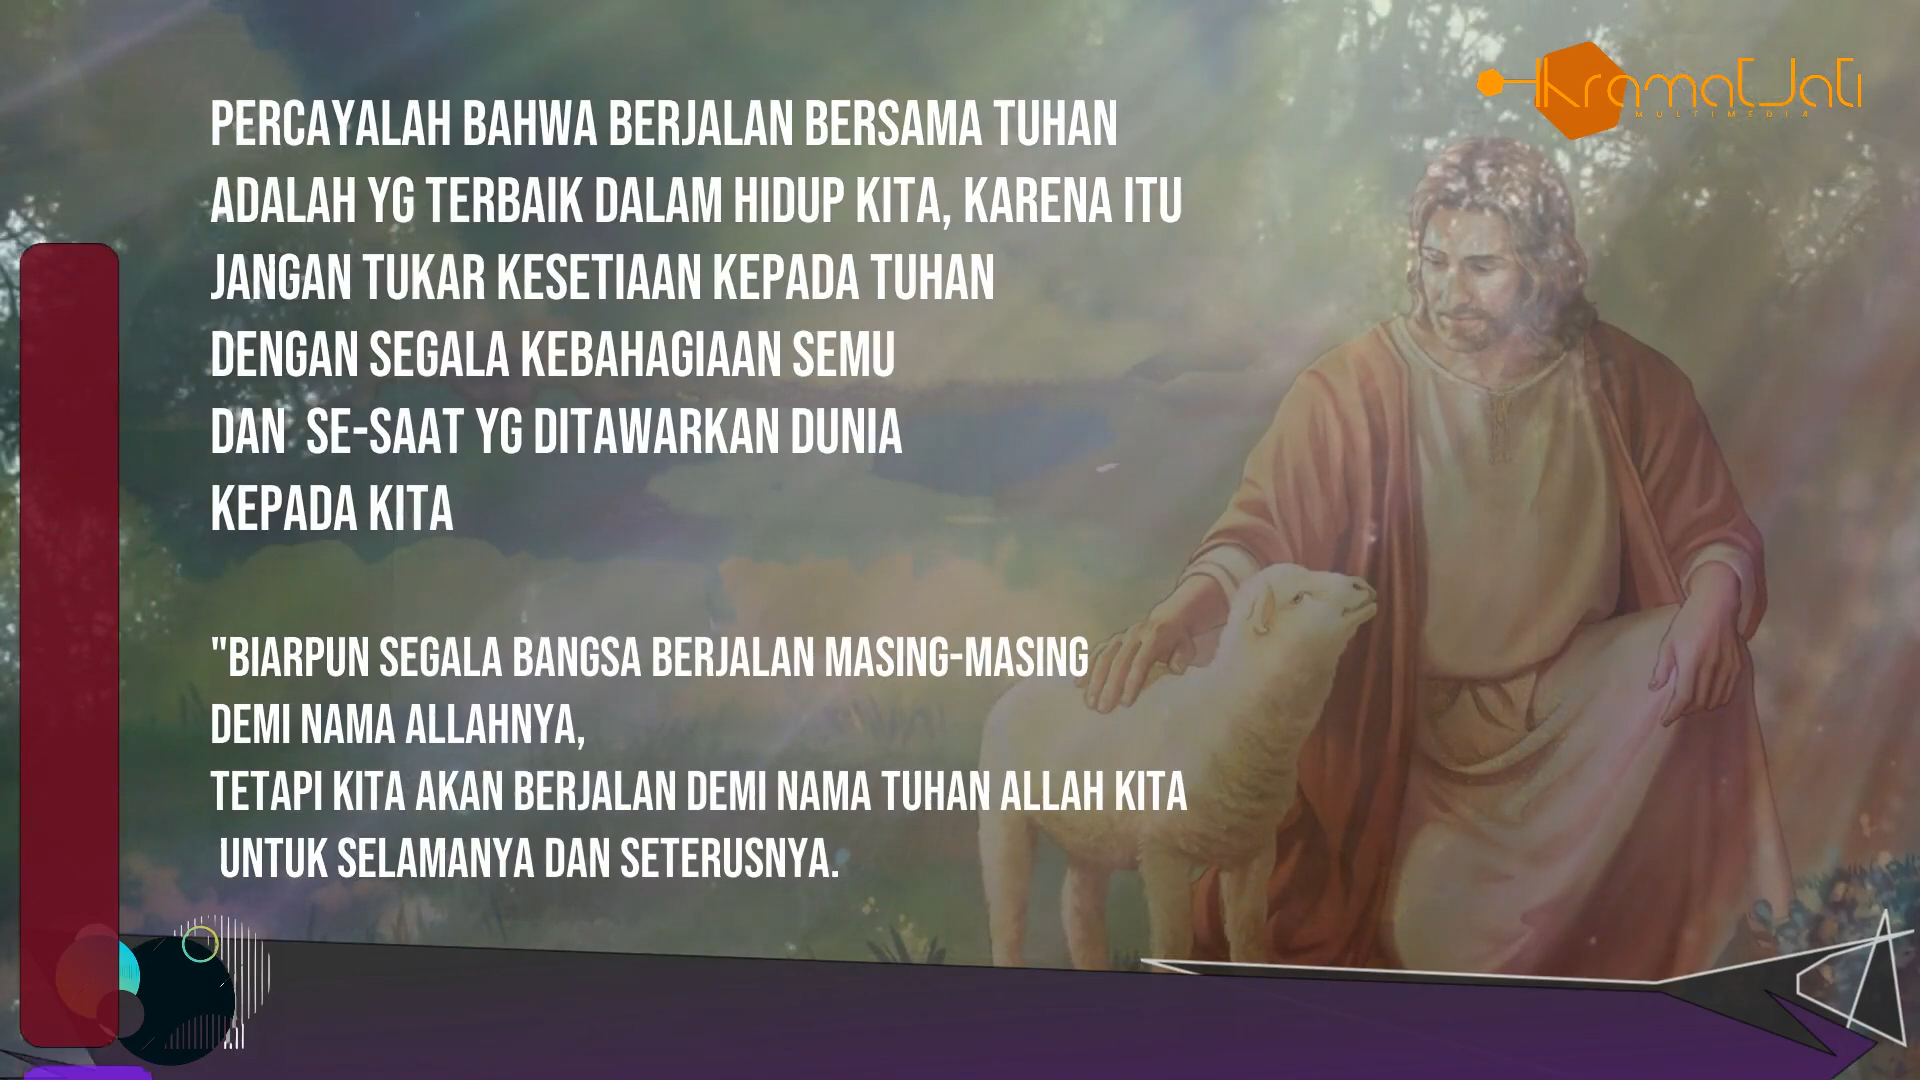 KramatJati
MULTIMEDIA
PERCAYALAH BAHWA BERJALAN BERSAMA TUHAN
ADALAH YG TERBAIK DALAM HIDUP KITA, KARENA ITU
JANGAN TUKAR KESETIAAN KEPADA TUHAN
DENGAN SEGALA KEBAHAGIAAN SEMU
DAN  SE-SAAT YG DITAWARKAN DUNIA
KEPADA KITA
"BIARPUN SEGALA BANGSA BERJALAN MASING-MASING
DEMI NAMA ALLAHNYA,
TETAPI KITA AKAN BERJALAN DEMI NAMA TUHAN ALLAH KITA
UNTUK SELAMANYA DAN SETERUSNYA.